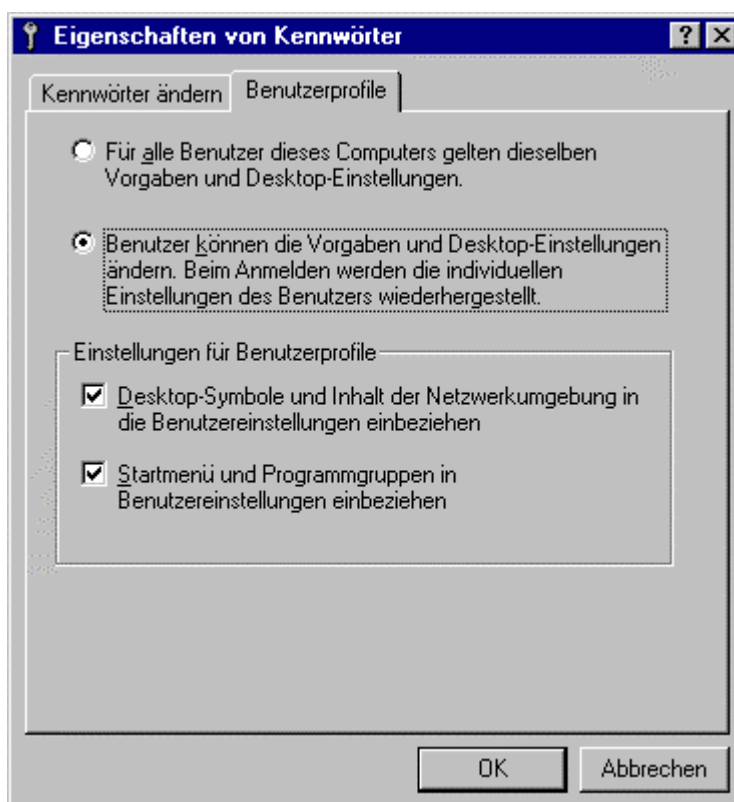 Eigenschaften von Kennwörter
Kennwörter ändern
Benutzerprofile
Für alle Benutzer dieses Computers gelten dieselben
Vorgaben und Desktop-Einstellungen.
Benutzer können die Vorgaben und Desktop-Einstellungen
ändern. Beim Anmelden werden die individuellen
Einstellungen des Benutzers wiederhergestellt.
Einstellungen für Benutzerprofile
Desktop-Symbole und Inhalt der Netzwerkumgebung in
die Benutzereinstellungen einbeziehen
Startmenü und Programmgruppen in
Benutzereinstellungen einbeziehen
OK
Abbrechen